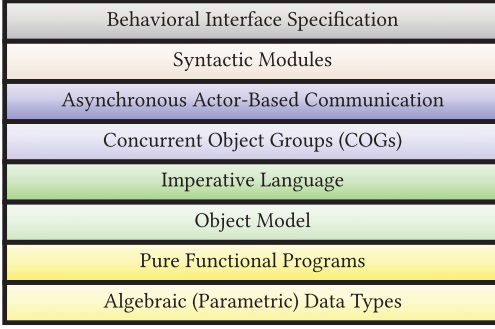 Behavioral Interface Specification
Syntactic Modules
Asynchronous Actor-Based Communication
Concurrent Object Groups (COGs)
Imperative Language
Object Model
Pure Functional Programs
Algebraic (Parametric) Data Types